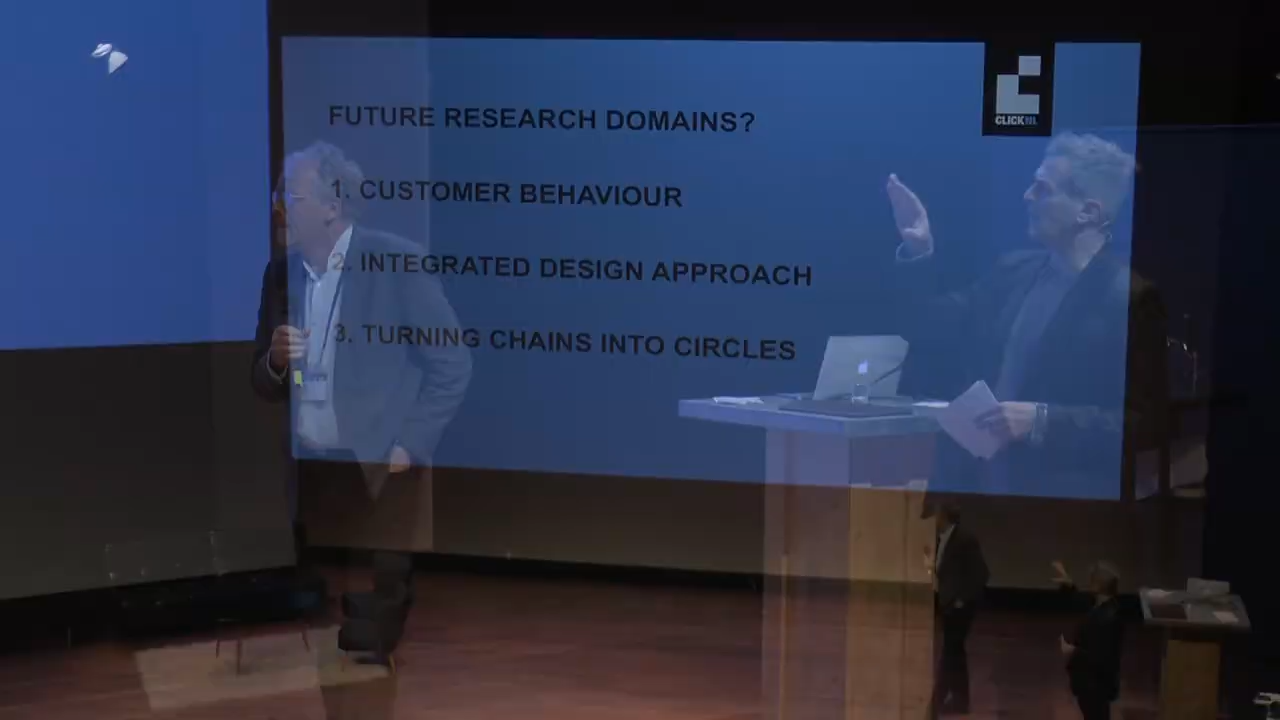 FUTURE RESEARCH DOMAINS?
1. CUSTOMER BEHAVIOUR
2. INTEGRATED DESIGN APPROACH
3. TURNING CHAINS INTO CIRCLES
CLICKNL